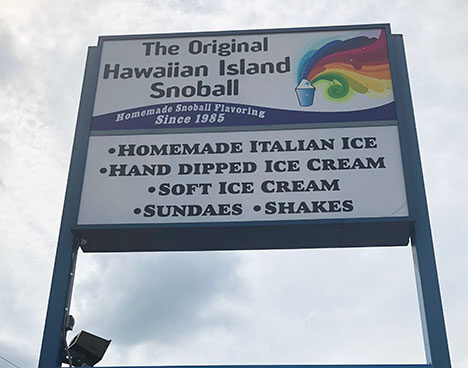 The Original
Hawaiian Island
Snoball
Homemade Snoball Flavoring
Since 1985
•HOMEMADE ITALIAN ICE
•HAND DIPPED ICE CREAM
•SOFT ICE CREAM
•SUNDAES •SHAKES